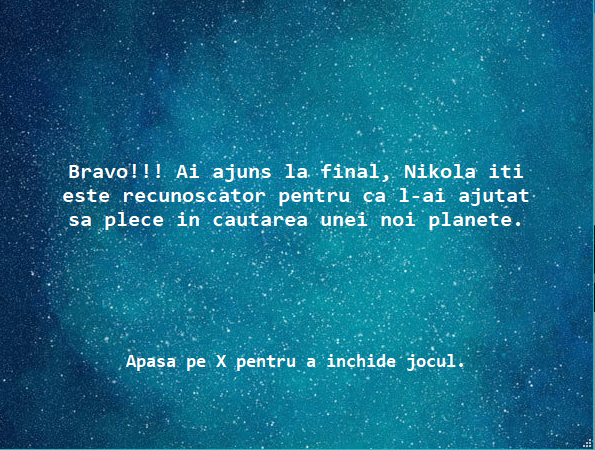 Bravo!!! Ai ajuns la final, Nikola iti
este recunoscator pentru ca l-ai ajutat
sa plece in cautarea unei noi planete.
Apasa pe X pentru a inchide jocul.